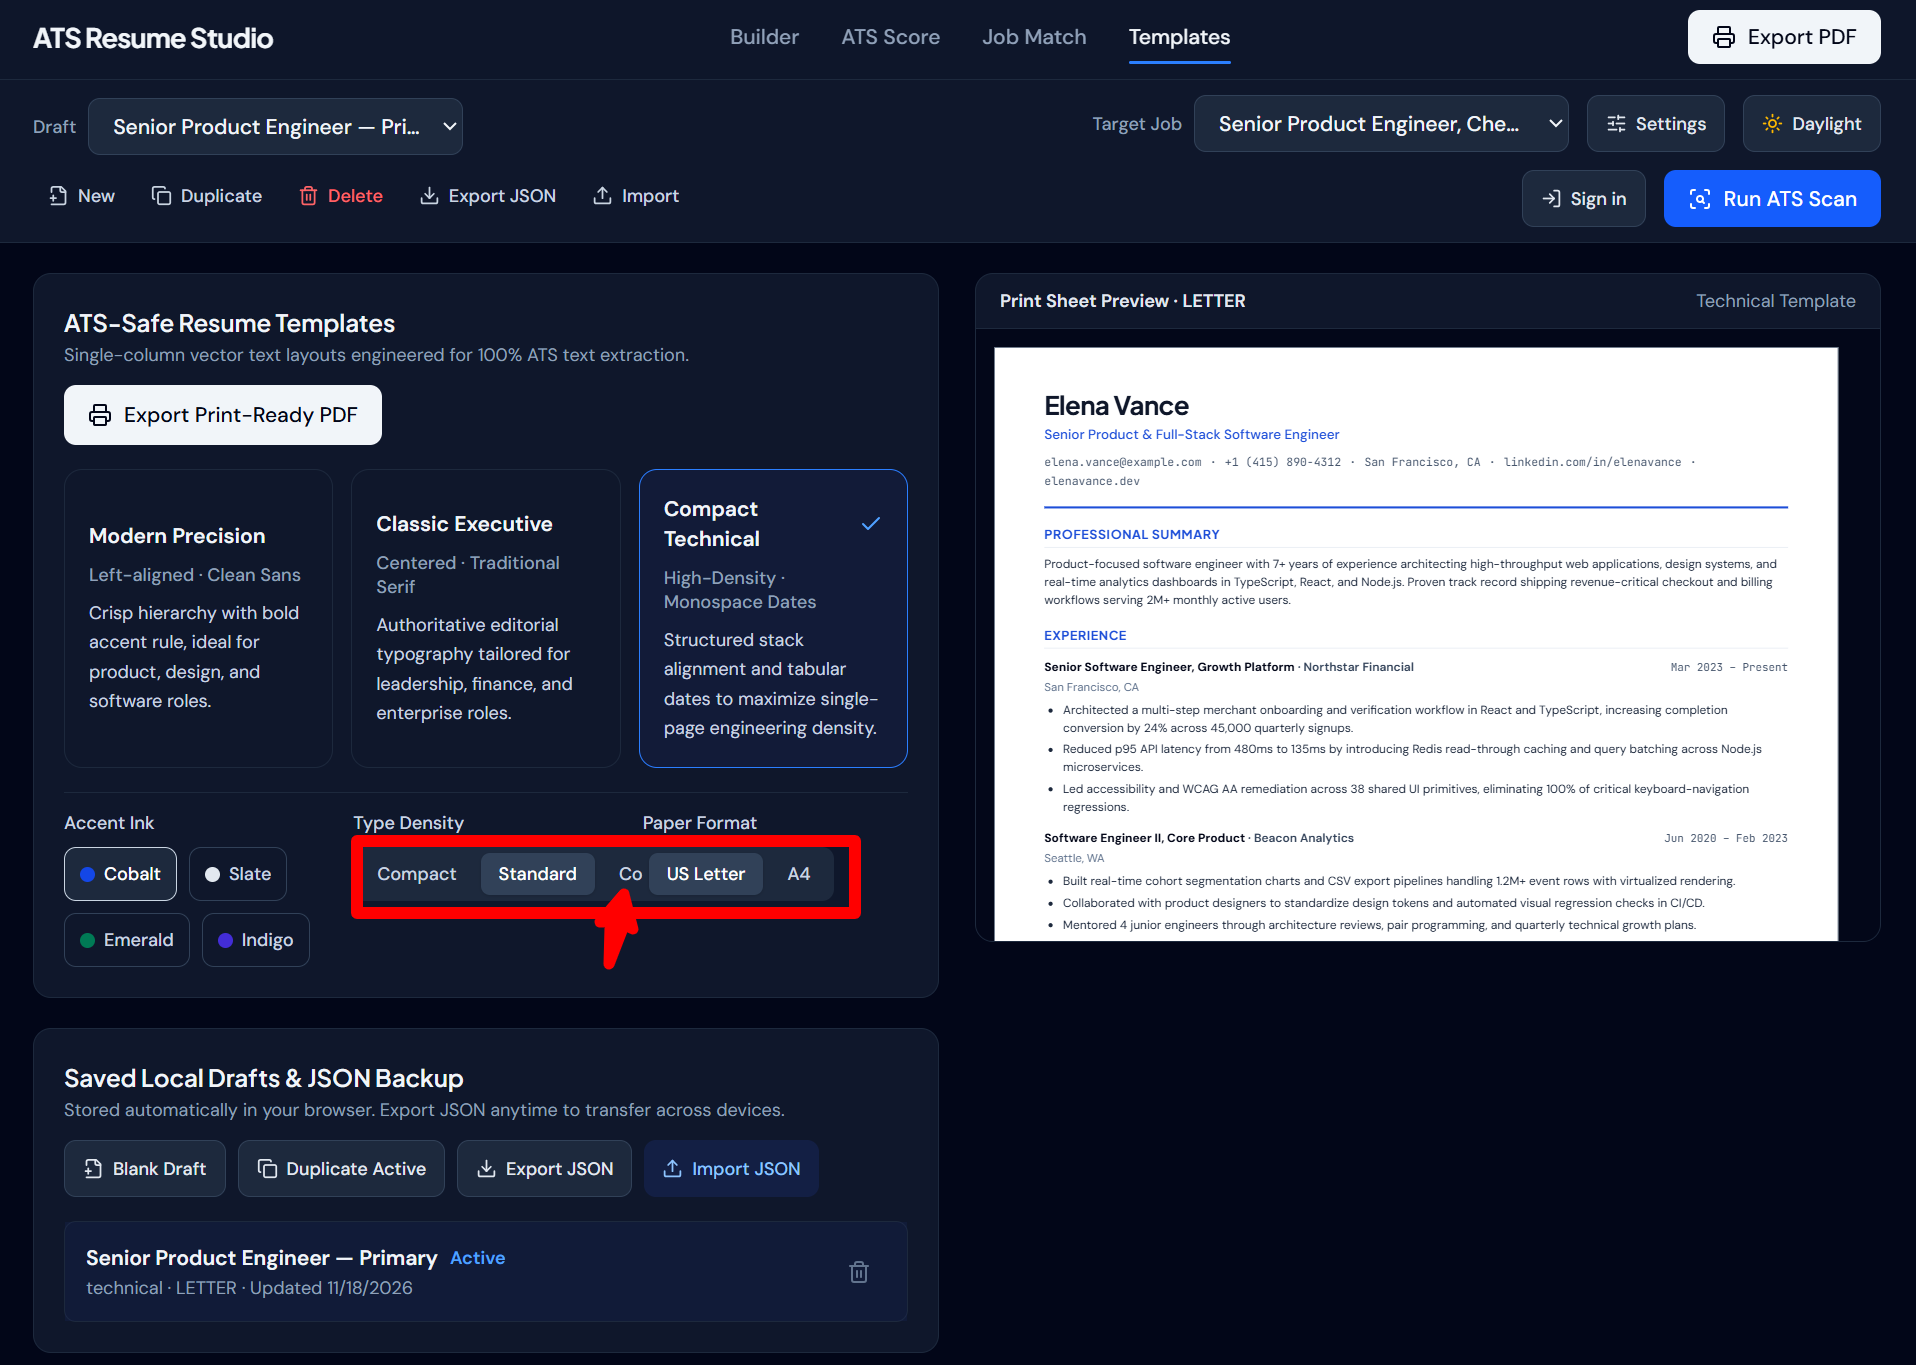 ATS Resume Studio
Builder
ATS Score
Job Match
Templates
Export PDF
Draft
Senior Product Engineer — Pri...
Target Job
Senior Product Engineer, Che...
Settings
Daylight
New
Duplicate
Delete
Export JSON
Import
Sign in
Run ATS Scan
ATS-Safe Resume Templates
Single-column vector text layouts engineered for 100% ATS text extraction.
Export Print-Ready PDF
Modern Precision
Left-aligned · Clean Sans
Crisp hierarchy with bold
accent rule, ideal for
product, design, and
software roles.
Classic Executive
Centered · Traditional
Serif
Authoritative editorial
typography tailored for
leadership, finance, and
enterprise roles.
Compact
Technical
High-Density ·
Monospace Dates
Structured stack
alignment and tabular
dates to maximize single-
page engineering density.
Accent Ink
Cobalt
Slate
Emerald
Indigo
Type Density
Compact
Standard
Co
Paper Format
US Letter
A4
Saved Local Drafts & JSON Backup
Stored automatically in your browser. Export JSON anytime to transfer across devices.
Blank Draft
Duplicate Active
Export JSON
Import JSON
Senior Product Engineer — Primary Active
technical · LETTER · Updated 11/18/2026
Print Sheet Preview · LETTER
Technical Template
Elena Vance
Senior Product & Full-Stack Software Engineer
elena.vance@example.com · +1 (415) 890-4312 · San Francisco, CA · linkedin.com/in/elenavance ·
elenavance.dev
PROFESSIONAL SUMMARY
Product-focused software engineer with 7+ years of experience architecting high-throughput web applications, design systems, and
real-time analytics dashboards in TypeScript, React, and Node.js. Proven track record shipping revenue-critical checkout and billing
workflows serving 2M+ monthly active users.
EXPERIENCE
Senior Software Engineer, Growth Platform · Northstar Financial
Mar 2023 – Present
San Francisco, CA
• Architected a multi-step merchant onboarding and verification workflow in React and TypeScript, increasing completion
conversion by 24% across 45,000 quarterly signups.
• Reduced p95 API latency from 480ms to 135ms by introducing Redis read-through caching and query batching across Node.js
microservices.
• Led accessibility and WCAG AA remediation across 38 shared UI primitives, eliminating 100% of critical keyboard-navigation
regressions.
Software Engineer II, Core Product · Beacon Analytics
Jun 2020 – Feb 2023
Seattle, WA
• Built real-time cohort segmentation charts and CSV export pipelines handling 1.2M+ event rows with virtualized rendering.
• Collaborated with product designers to standardize design tokens and automated visual regression checks in CI/CD.
• Mentored 4 junior engineers through architecture reviews, pair programming, and quarterly technical growth plans.